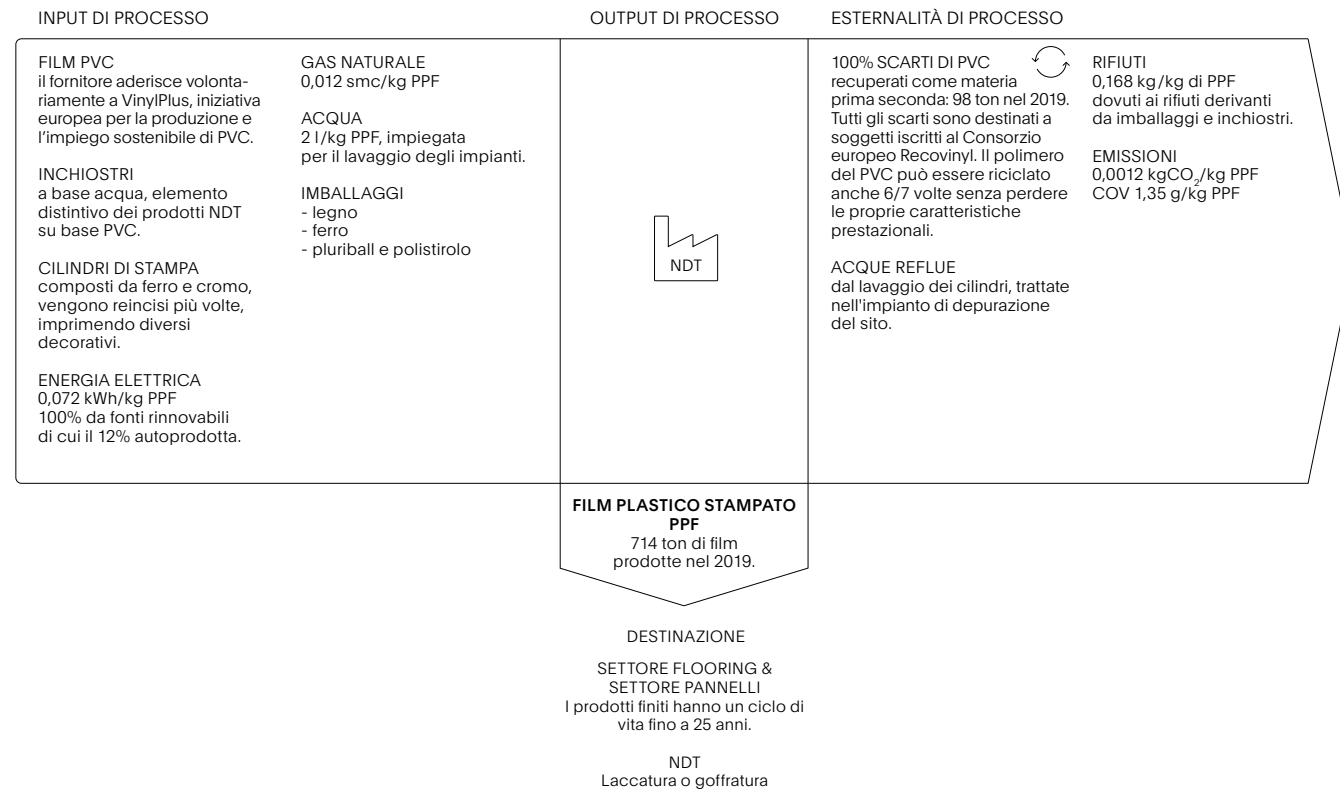 INPUT DI PROCESSO
FILM PVC
il fornitore aderisce volonta-
riamente a VinylPlus, iniziativa
europea per la produzione e
l'impiego sostenibile di PVC.
INCHIOSTRI
a base acqua, elemento
distintivo dei prodotti NDT
su base PVC.
CILINDRI DI STAMPA
composti da ferro e cromo,
vengono reincisi più volte,
imprimendo diversi
decorativi.
ENERGIA ELETTRICA
0,072 kWh/kg PPF
100% da fonti rinnovabili
di cui il 12% autoprodotta.
GAS NATURALE
0,012 smc/kg PPF
ACQUA
2 l/kg PPF, impiegata
per il lavaggio degli impianti.
IMBALLAGGI
- legno
- ferro
- pluriball e polistirolo
OUTPUT DI PROCESSO
NDT
FILM PLASTICO STAMPATO
PPF
714 ton di film
prodotte nel 2019.
ESTERNALITÀ DI PROCESSO
100% SCARTI DI PVC
recuperati come materia
prima seconda: 98 ton nel 2019.
Tutti gli scarti sono destinati a
soggetti iscritti al Consorzio
europeo Recovinyl. Il polimero
del PVC può essere riciclato
anche 6/7 volte senza perdere
le proprie caratteristiche
prestazionali.
ACQUE REFLUE
dal lavaggio dei cilindri, trattate
nell'impianto di depurazione
del sito.
RIFIUTI
0,168 kg/kg di PPF
dovuti ai rifiuti derivanti
da imballaggi e inchiostri.
EMISSIONI
0,0012 kgCO₂/kg PPF
COV 1,35 g/kg PPF
DESTINAZIONE
SETTORE FLOORING &
SETTORE PANNELLI
I prodotti finiti hanno un ciclo di
vita fino a 25 anni.
NDT
Laccatura o goffratura